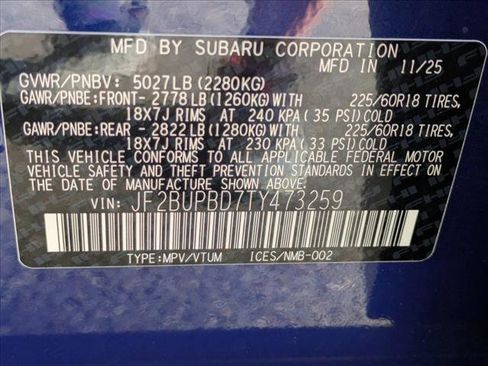 MFD BY SUBARU CORPORATION
MFD IN 11/25
GVWR/PNBV: 5027LB (2280KG)
GAWR/PNBE:FRONT- 2778LB (1260KG)WITH 225/60R18 TIRES,
18X7J RIMS AT 240 KPA (35 PSI)COLD
GAWR/PNBE:REAR - 2822LB (1280KG)WITH 225/60R18 TIRES,
18X7J RIMS AT 230 KPA (33 PSI)COLD
THIS VEHICLE CONFORMS TO ALL APPLICABLE FEDERAL MOTOR
VEHICLE SAFETY, BUMPER, AND THEFT PREVENTION
STANDARDS IN EFFECT ON THE DATE OF MANUFACTURE
SHOWN ABOVE.
VIN: JF2BUPBD7TY473259
TYPE:MPV/VTUM ICES/NMB-002